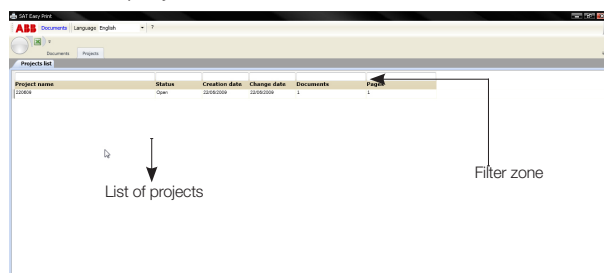 SAT Easy Print
ABB Documents Language English ?
Documents Projects
Projects list
Project name Status Creation date Change date Documents Pages
220509 Open 22/05/2009 22/05/2009 1 1
Filter zone
List of projects